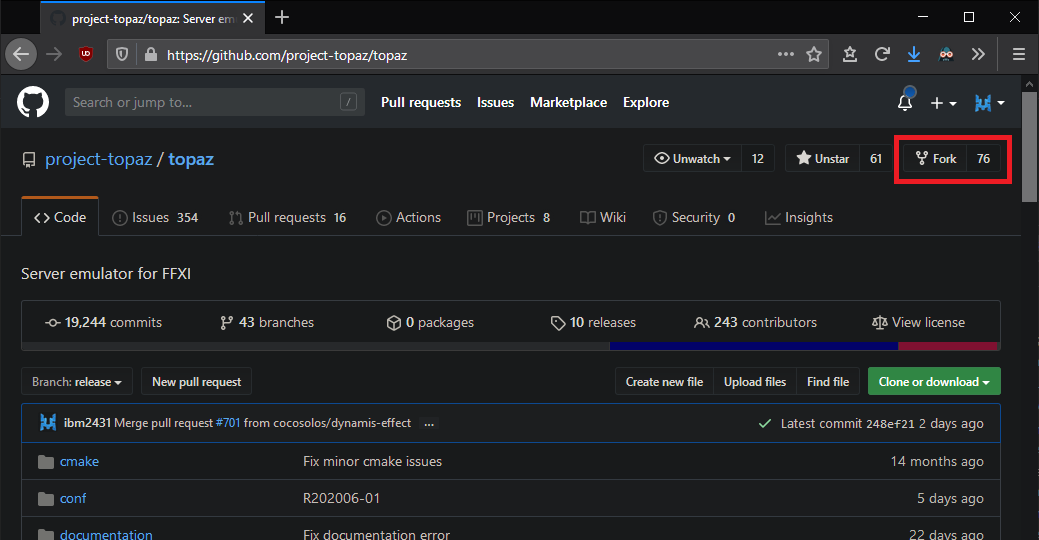 project-topaz/topaz: Server em
UD https://github.com/project-topaz/topaz
Search or jump to... / Pull requests Issues Marketplace Explore
project-topaz / topaz Unwatch 12 Unstar 61 Fork 76
Code Issues 354 Pull requests 16 Actions Projects 8 Wiki Security 0 Insights
Server emulator for FFXI
19,244 commits 43 branches 0 packages 10 releases 243 contributors View license
Branch: release New pull request Create new file Upload files Find file Clone or download
ibm2431 Merge pull request #701 from cocosolos/dynamis-effect ... Latest commit 248ef21 2 days ago
cmake Fix minor cmake issues 14 months ago
conf R202006-01 5 days ago
documentation Fix documentation error 22 days ago